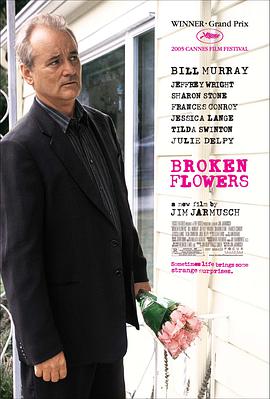 WINNER - Grand Prix
2005 CANNES FILM FESTIVAL
BILL MURRAY
JEFFREY WRIGHT
SHARON STONE
FRANCES CONROY
JESSICA LANGE
TILDA SWINTON
JULIE DELPY
BROKEN
FLOWERS
a new film by
JIM JARMUSCH
Sometimes life brings some
strange surprises.